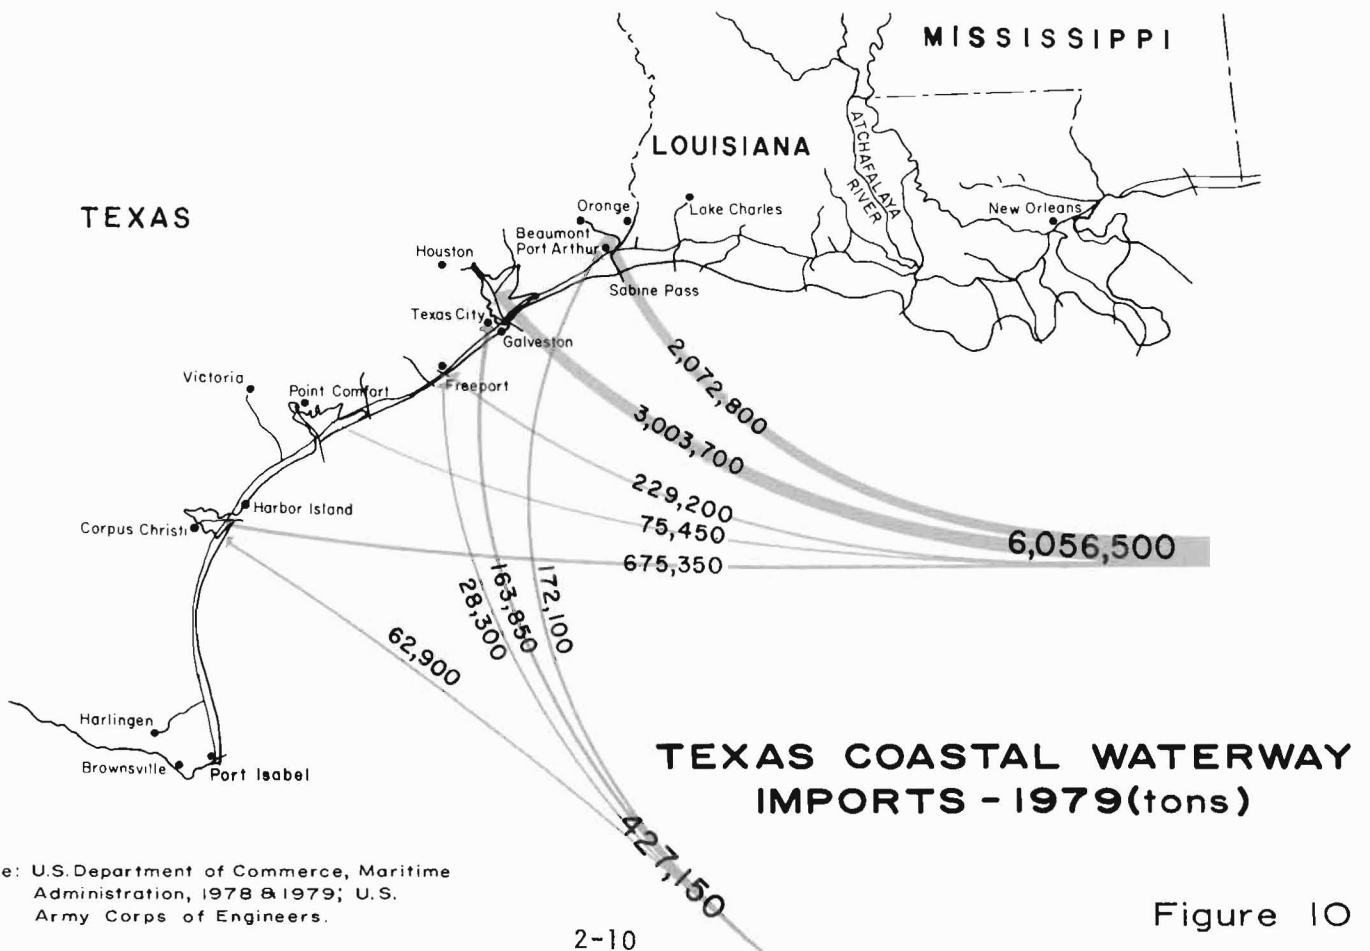 MISSISSIPPI
LOUISIANA
ATCHAFALAYA
RIVER
TEXAS
Oronge
Lake Charles
New Orleans
Beaumont
Port Arthur
Houston
Sabine Pass
Texas City
Galveston
Victoria
Point Comfort
Freeport
2,072,800
3,003,700
229,200
75,450
675,350
6,056,500
Harbor Island
Corpus Christi
172,100
163,850
28,300
62,900
Harlingen
Brownsville
Port Isabel
427,150
TEXAS COASTAL WATERWAY
IMPORTS - 1979(tons)
e: U.S. Department of Commerce, Maritime
Administration, 1978 & 1979; U.S.
Army Corps of Engineers.
Figure 10
2-10